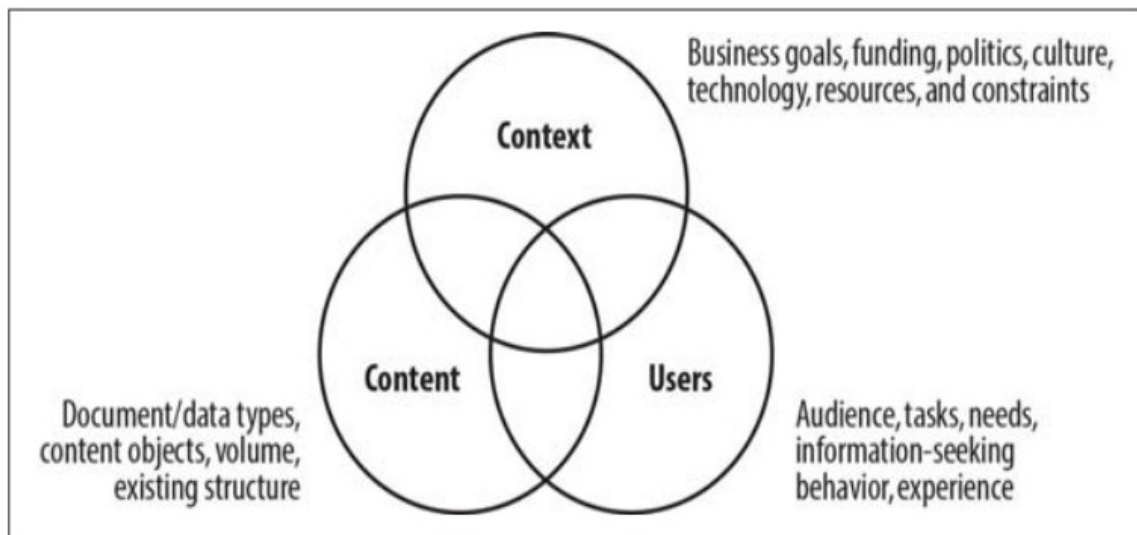 Business goals, funding, politics, culture,
technology, resources, and constraints
Context
Content
Users
Document/data types,
content objects, volume,
existing structure
Audience, tasks, needs,
information-seeking
behavior, experience